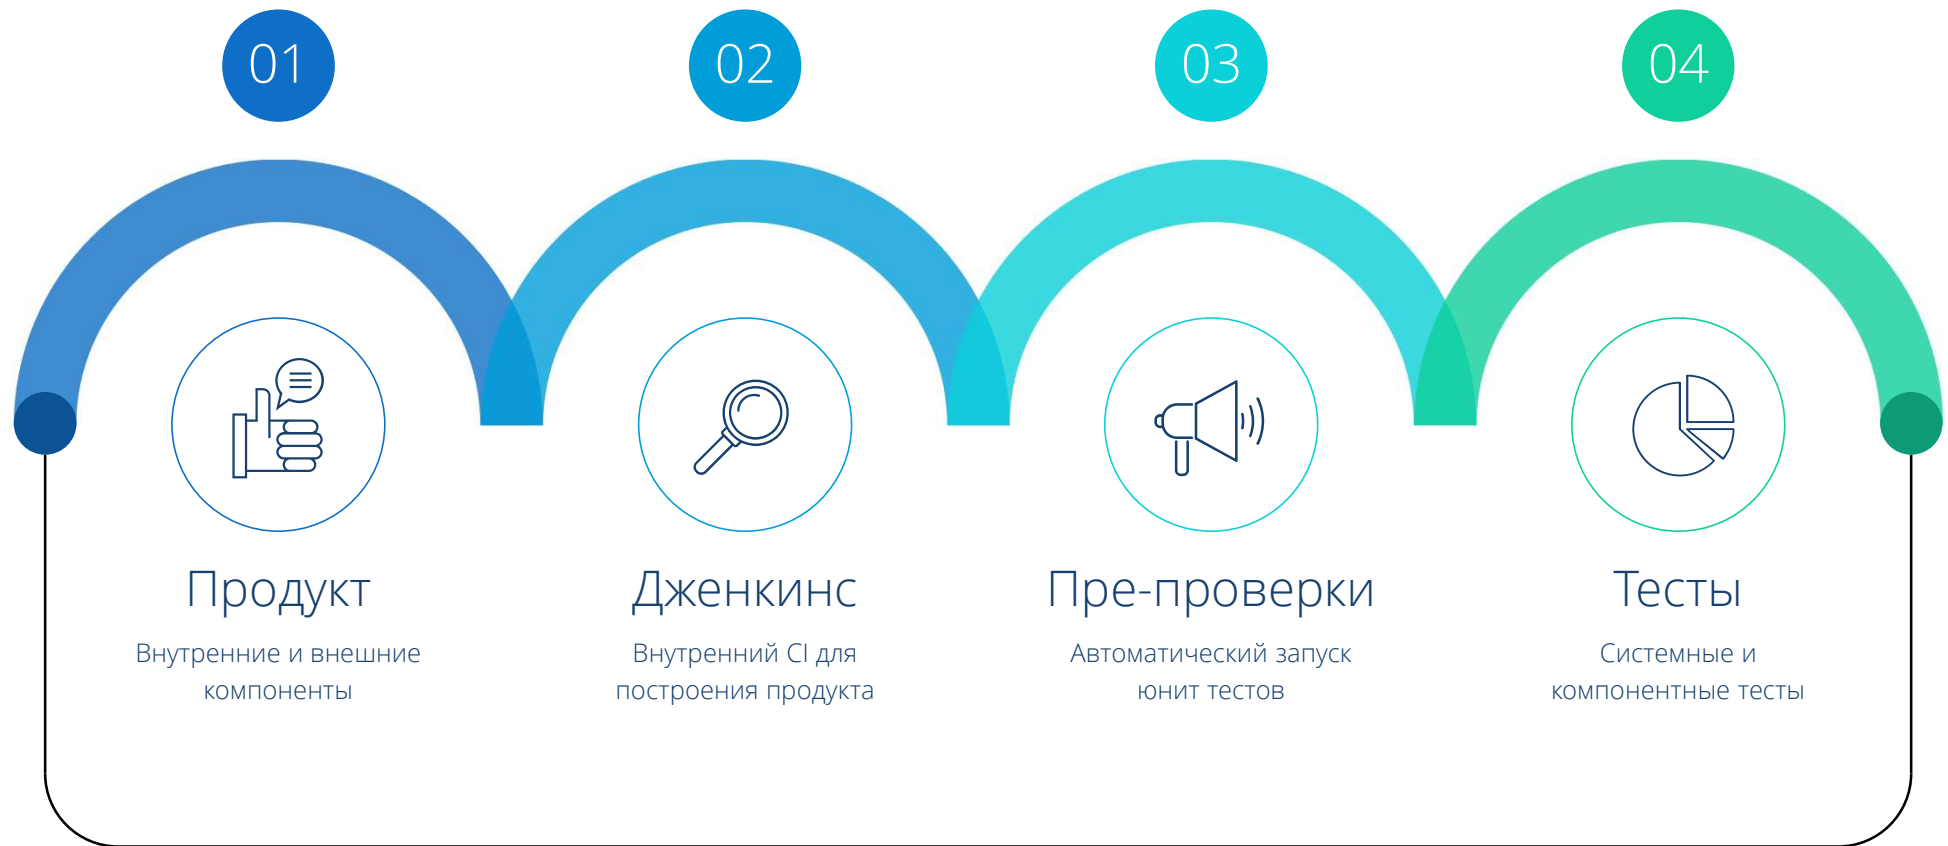 01
02
03
04
Продукт
Внутренние и внешние
компоненты
Дженкинс
Внутренний CI для
построения продукта
Пре-проверки
Автоматический запуск
юнит тестов
Тесты
Системные и
компонентные тесты